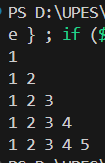 PS D:\UPES\
e } ; if ($
1
1 2
1 2 3
1 2 3 4
1 2 3 4 5